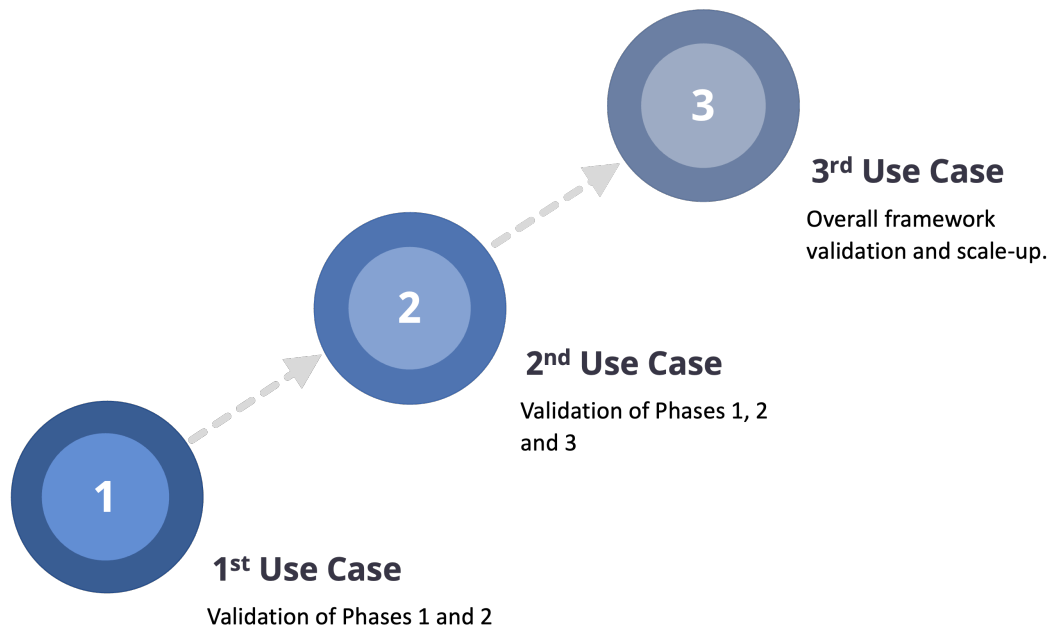 3
3rd Use Case
Overall framework
validation and scale-up.
2
2nd Use Case
Validation of Phases 1, 2
and 3
1
1st Use Case
Validation of Phases 1 and 2